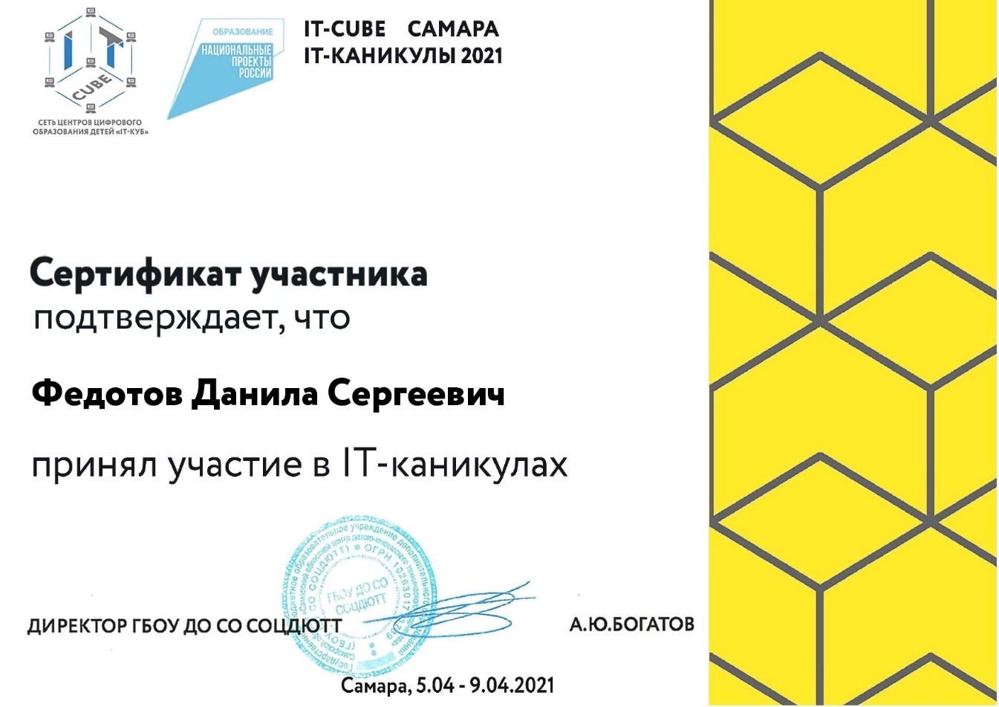 IT
CUBE
СЕТЬ ЦЕНТРОВ ЦИФРОВОГО
ОБРАЗОВАНИЯ ДЕТЕЙ «IT-КУБ»
ОБРАЗОВАНИЕ
НАЦИОНАЛЬНЫЕ
ПРОЕКТЫ
РОССИИ
IT-CUBE САМАРА
IT-КАНИКУЛЫ 2021
Сертификат участника
подтверждает, что
Федотов Данила Сергеевич
принял участие в IT-каникулах
ГБОУ ДО СО
СОЦДЮТТ
ДИРЕКТОР ГБОУ ДО СО СОЦДЮТТ
А.Ю.БОГАТОВ
Самара, 5.04 - 9.04.2021